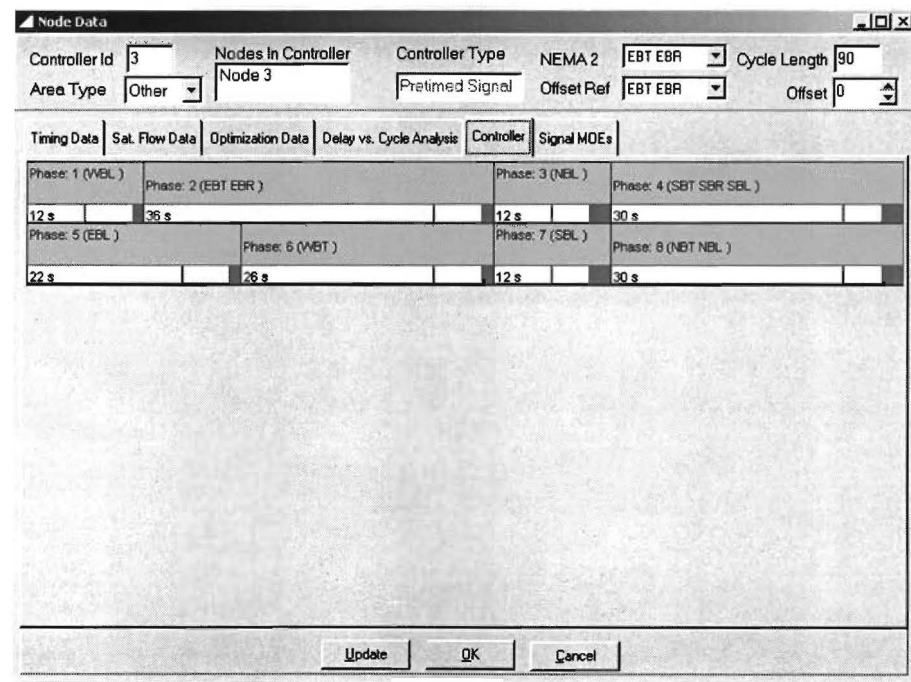 Node Data
Controller Id 3 Nodes In Controller Controller Type NEMA 2 EBT EBR Cycle Length 90
Node 3
Area Type Other Pretimed Signal Offset Ref EBT EBR Offset 0
Timing Data Sat. Flow Data Optimization Data Delay vs. Cycle Analysis Controller Signal MOEs
Phase: 1 (WBL ) Phase: 2 (EBT EBR ) Phase: 3 (NBL ) Phase: 4 (SBT SBR SBL )
12 s 36 s 12 s 30 s
Phase: 5 (EBL ) Phase: 6 (WBT ) Phase: 7 (SBL ) Phase: 8 (NBT NBL )
22 s 26 s 12 s 30 s
Update OK Cancel